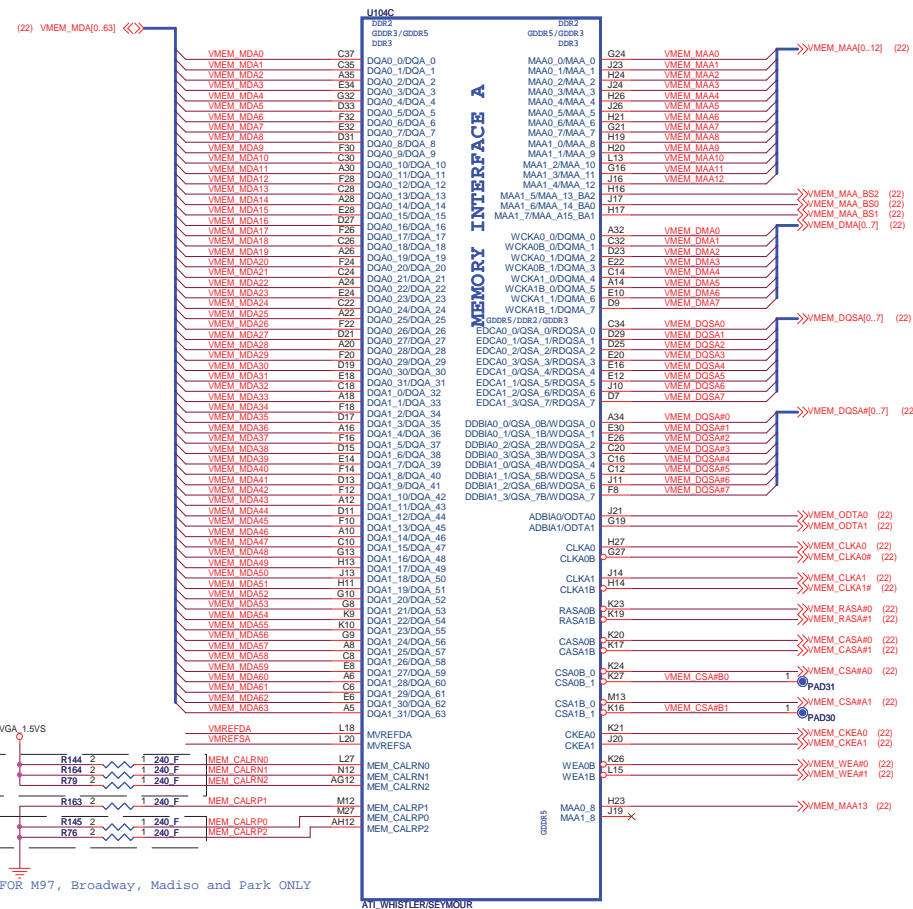 U104C
(22) VMEM_MDA[0..63]
DDR2
GDDR3/GDDR5
DDR3
DDR2
GDDR5/GDDR3
DDR3
MEMORY INTERFACE A
VMEM_MDA0 C37 DQA0_0/DQA_0
VMEM_MDA1 C35 DQA0_1/DQA_1
VMEM_MDA2 A35 DQA0_2/DQA_2
VMEM_MDA3 E34 DQA0_3/DQA_3
VMEM_MDA4 G32 DQA0_4/DQA_4
VMEM_MDA5 D33 DQA0_5/DQA_5
VMEM_MDA6 F32 DQA0_6/DQA_6
VMEM_MDA7 E32 DQA0_7/DQA_7
VMEM_MDA8 D31 DQA0_8/DQA_8
VMEM_MDA9 F30 DQA0_9/DQA_9
VMEM_MDA10 C30 DQA0_10/DQA_10
VMEM_MDA11 A30 DQA0_11/DQA_11
VMEM_MDA12 F28 DQA0_12/DQA_12
VMEM_MDA13 C28 DQA0_13/DQA_13
VMEM_MDA14 A28 DQA0_14/DQA_14
VMEM_MDA15 E28 DQA0_15/DQA_15
VMEM_MDA16 D27 DQA0_16/DQA_16
VMEM_MDA17 F26 DQA0_17/DQA_17
VMEM_MDA18 C26 DQA0_18/DQA_18
VMEM_MDA19 A26 DQA0_19/DQA_19
VMEM_MDA20 F24 DQA0_20/DQA_20
VMEM_MDA21 C24 DQA0_21/DQA_21
VMEM_MDA22 A24 DQA0_22/DQA_22
VMEM_MDA23 E24 DQA0_23/DQA_23
VMEM_MDA24 C22 DQA0_24/DQA_24
VMEM_MDA25 A22 DQA0_25/DQA_25
VMEM_MDA26 F22 DQA0_26/DQA_26
VMEM_MDA27 D21 DQA0_27/DQA_27
VMEM_MDA28 A20 DQA0_28/DQA_28
VMEM_MDA29 F20 DQA0_29/DQA_29
VMEM_MDA30 D19 DQA0_30/DQA_30
VMEM_MDA31 E18 DQA0_31/DQA_31
VMEM_MDA32 C18 DQA1_0/DQA_32
VMEM_MDA33 A18 DQA1_1/DQA_33
VMEM_MDA34 F18 DQA1_2/DQA_34
VMEM_MDA35 D17 DQA1_3/DQA_35
VMEM_MDA36 A16 DQA1_4/DQA_36
VMEM_MDA37 F16 DQA1_5/DQA_37
VMEM_MDA38 D15 DQA1_6/DQA_38
VMEM_MDA39 E14 DQA1_7/DQA_39
VMEM_MDA40 F14 DQA1_8/DQA_40
VMEM_MDA41 D13 DQA1_9/DQA_41
VMEM_MDA42 F12 DQA1_10/DQA_42
VMEM_MDA43 A12 DQA1_11/DQA_43
VMEM_MDA44 D11 DQA1_12/DQA_44
VMEM_MDA45 F10 DQA1_13/DQA_45
VMEM_MDA46 A10 DQA1_14/DQA_46
VMEM_MDA47 C10 DQA1_15/DQA_47
VMEM_MDA48 G13 DQA1_16/DQA_48
VMEM_MDA49 H13 DQA1_17/DQA_49
VMEM_MDA50 J13 DQA1_18/DQA_50
VMEM_MDA51 H11 DQA1_19/DQA_51
VMEM_MDA52 G10 DQA1_20/DQA_52
VMEM_MDA53 G8 DQA1_21/DQA_53
VMEM_MDA54 K9 DQA1_22/DQA_54
VMEM_MDA55 K10 DQA1_23/DQA_55
VMEM_MDA56 G9 DQA1_24/DQA_56
VMEM_MDA57 A8 DQA1_25/DQA_57
VMEM_MDA58 C8 DQA1_26/DQA_58
VMEM_MDA59 E8 DQA1_27/DQA_59
VMEM_MDA60 A6 DQA1_28/DQA_60
VMEM_MDA61 C6 DQA1_29/DQA_61
VMEM_MDA62 E6 DQA1_30/DQA_62
VMEM_MDA63 A5 DQA1_31/DQA_63
VGA_1.5VS
VMREFDA L18 MVREFDA
VMREFSA L20 MVREFSA
R144 2 1 240_F MEM_CALRN0 L27 MEM_CALRN0
R164 2 1 240_F MEM_CALRN1 N12 MEM_CALRN1
R79 2 1 240_F MEM_CALRN2 AG12 MEM_CALRN2
R163 2 1 240_F MEM_CALRP1 M12 MEM_CALRP1
R145 2 1 240_F MEM_CALRP0 M27 MEM_CALRP0
R76 2 1 240_F MEM_CALRP2 AH12 MEM_CALRP2
FOR M97, Broadway, Madiso and Park ONLY
MAA0_0/MAA_0 G24 VMEM_MAA0
VMEM_MAA[0..12] (22)
MAA0_1/MAA_1 J23 VMEM_MAA1
MAA0_2/MAA_2 H24 VMEM_MAA2
MAA0_3/MAA_3 J24 VMEM_MAA3
MAA0_4/MAA_4 H26 VMEM_MAA4
MAA0_5/MAA_5 J26 VMEM_MAA5
MAA0_6/MAA_6 H21 VMEM_MAA6
MAA0_7/MAA_7 G21 VMEM_MAA7
MAA1_0/MAA_8 H19 VMEM_MAA8
MAA1_1/MAA_9 H20 VMEM_MAA9
MAA1_2/MAA_10 L13 VMEM_MAA10
MAA1_3/MAA_11 G16 VMEM_MAA11
MAA1_4/MAA_12 J16 VMEM_MAA12
MAA1_5/MAA_13_BA2 H16 VMEM_MAA_BS2 (22)
MAA1_6/MAA_14_BA0 J17 VMEM_MAA_BS0 (22)
MAA1_7/MAA_A15_BA1 H17 VMEM_MAA_BS1 (22)
VMEM_DMA[0..7] (22)
WCKA0_0/DQMA_0 A32 VMEM_DMA0
WCKA0B_0/DQMA_1 C32 VMEM_DMA1
WCKA0_1/DQMA_2 D23 VMEM_DMA2
WCKA0B_1/DQMA_3 E22 VMEM_DMA3
WCKA1_0/DQMA_4 C14 VMEM_DMA4
WCKA1B_0/DQMA_5 A14 VMEM_DMA5
WCKA1_1/DQMA_6 E10 VMEM_DMA6
WCKA1B_1/DQMA_7 D9 VMEM_DMA7
GDDR5/DDR2/GDDR3
VMEM_DQSA[0..7] (22)
EDCA0_0/QSA_0/RDQSA_0 C34 VMEM_DQSA0
EDCA0_1/QSA_1/RDQSA_1 D29 VMEM_DQSA1
EDCA0_2/QSA_2/RDQSA_2 D25 VMEM_DQSA2
EDCA0_3/QSA_3/RDQSA_3 E20 VMEM_DQSA3
EDCA1_0/QSA_4/RDQSA_4 E16 VMEM_DQSA4
EDCA1_1/QSA_5/RDQSA_5 E12 VMEM_DQSA5
EDCA1_2/QSA_6/RDQSA_6 J10 VMEM_DQSA6
EDCA1_3/QSA_7/RDQSA_7 D7 VMEM_DQSA7
VMEM_DQSA#[0..7] (22
DDBIA0_0/QSA_0B/WDQSA_0 A34 VMEM_DQSA#0
DDBIA0_1/QSA_1B/WDQSA_1 E30 VMEM_DQSA#1
DDBIA0_2/QSA_2B/WDQSA_2 E26 VMEM_DQSA#2
DDBIA0_3/QSA_3B/WDQSA_3 C20 VMEM_DQSA#3
DDBIA1_0/QSA_4B/WDQSA_4 C16 VMEM_DQSA#4
DDBIA1_1/QSA_5B/WDQSA_5 C12 VMEM_DQSA#5
DDBIA1_2/QSA_6B/WDQSA_6 J11 VMEM_DQSA#6
DDBIA1_3/QSA_7B/WDQSA_7 F8 VMEM_DQSA#7
ADBIA0/ODTA0 J21 VMEM_ODTA0 (22)
ADBIA1/ODTA1 G19 VMEM_ODTA1 (22)
CLKA0 H27 VMEM_CLKA0 (22)
CLKA0B G27 VMEM_CLKA0# (22)
CLKA1 J14 VMEM_CLKA1 (22)
CLKA1B H14 VMEM_CLKA1# (22)
RASA0B K23 VMEM_RASA#0 (22)
RASA1B K19 VMEM_RASA#1 (22)
CASA0B K20 VMEM_CASA#0 (22)
CASA1B K17 VMEM_CASA#1 (22)
CSA0B_0 K24 VMEM_CSA#A0 (22)
CSA0B_1 K27 VMEM_CSA#B0 1 PAD31
CSA1B_0 M13 VMEM_CSA#A1 (22)
CSA1B_1 K16 VMEM_CSA#B1 1 PAD30
CKEA0 K21 VMEM_CKEA0 (22)
CKEA1 J20 VMEM_CKEA1 (22)
WEA0B K26 VMEM_WEA#0 (22)
WEA1B L15 VMEM_WEA#1 (22)
GDDR5
MAA0_8 H23 VMEM_MAA13 (22)
MAA1_8 J19
ATI_WHISTLER/SEYMOUR